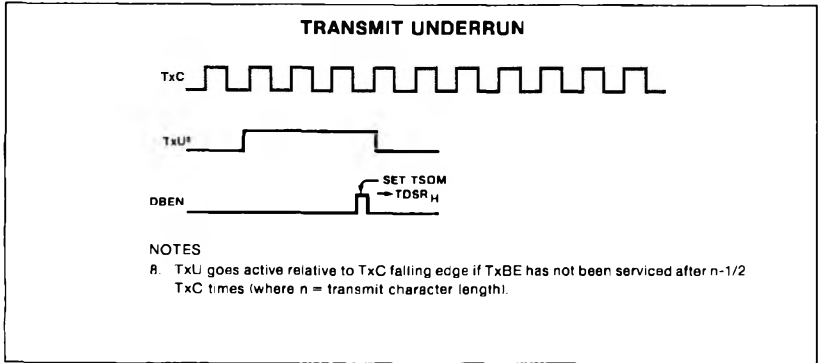 TRANSMIT UNDERRUN
TxC
TxU⁸
SET TSOM
DBEN
→TDSR H
NOTES
8. TxU goes active relative to TxC falling edge if TxBE has not been serviced after n-1/2
TxC times (where n = transmit character length).